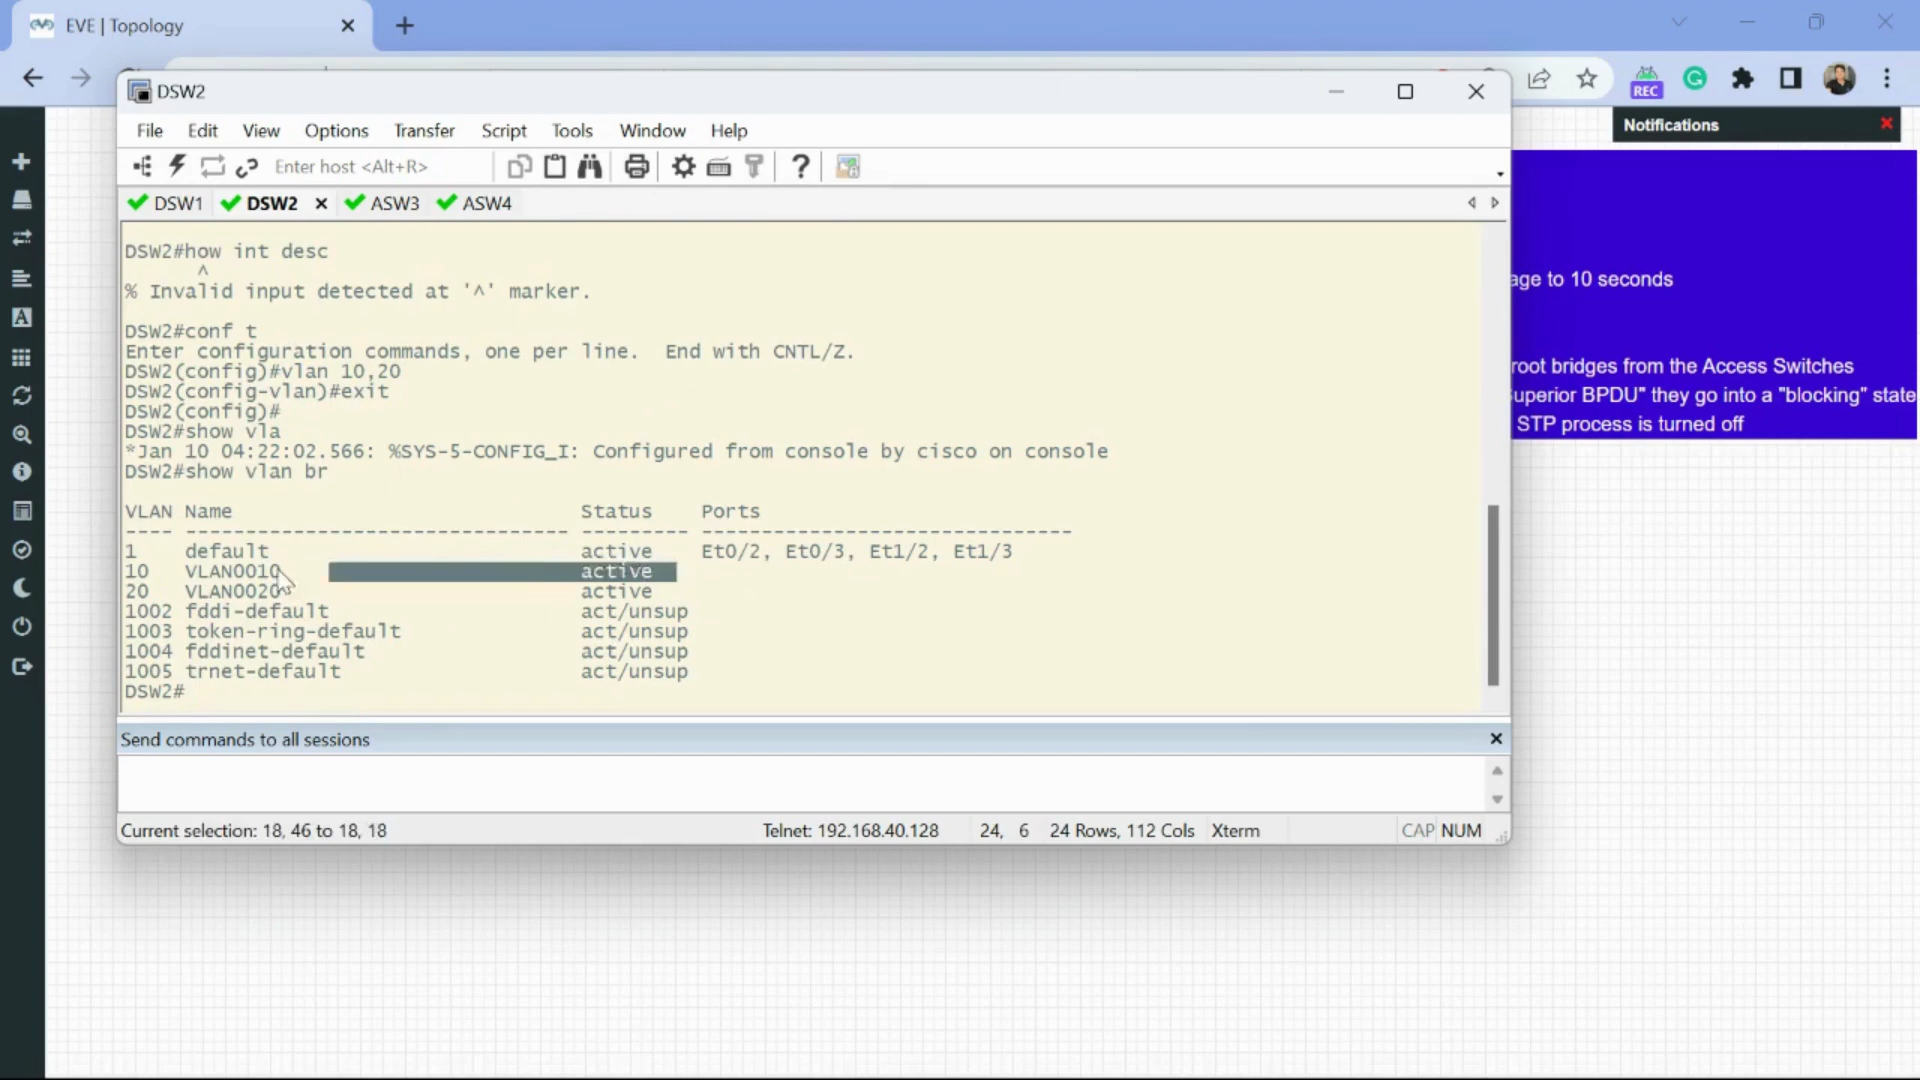 EVE | Topology
REC
DSW2
File Edit View Options Transfer Script Tools Window Help
Enter host <Alt+R>
DSW1 DSW2 ASW3 ASW4
Notifications
age to 10 seconds
root bridges from the Access Switches
uperior BPDU" they go into a "blocking" state
STP process is turned off
DSW2#how int desc
^
% Invalid input detected at '^' marker.
DSW2#conf t
Enter configuration commands, one per line. End with CNTL/Z.
DSW2(config)#vlan 10,20
DSW2(config-vlan)#exit
DSW2(config)#
DSW2#show vla
*Jan 10 04:22:02.566: %SYS-5-CONFIG_I: Configured from console by cisco on console
DSW2#show vlan br
VLAN Name Status Ports
---- -------------------------------- --------- -------------------------------
1 default active Et0/2, Et0/3, Et1/2, Et1/3
10 VLAN0010 active
20 VLAN0020 active
1002 fddi-default act/unsup
1003 token-ring-default act/unsup
1004 fddinet-default act/unsup
1005 trnet-default act/unsup
DSW2#
Send commands to all sessions
Current selection: 18, 46 to 18, 18 Telnet: 192.168.40.128 24, 6 24 Rows, 112 Cols Xterm CAP NUM